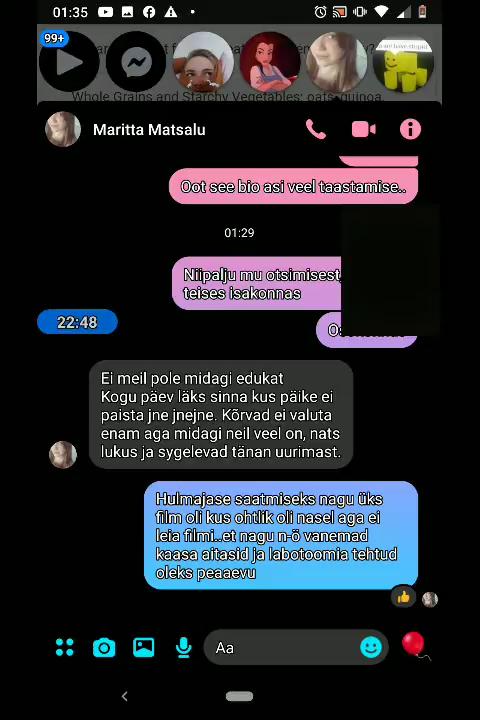 01:35
99+
Whole Grains and Starchy Vegetables: oats, quinoa,
Maritta Matsalu
Oot see bio asi veel taastamise..
01:29
Niipalju mu otsimisest,
teises isakonnas
22:48
Ei meil pole midagi edukat
Kogu päev läks sinna kus päike ei
paista jne jnejne. Kõrvad ei valuta
enam aga midagi neil veel on, nats
lukus ja sygelevad tänan uurimast.
Hulmajase saatmiseks nagu üks
film oli kus ohtlik oli nasel aga ei
leia filmi..et nagu n-ö vanemad
kaasa aitasid ja labotoomia tehtud
oleks peaaevu
Aa